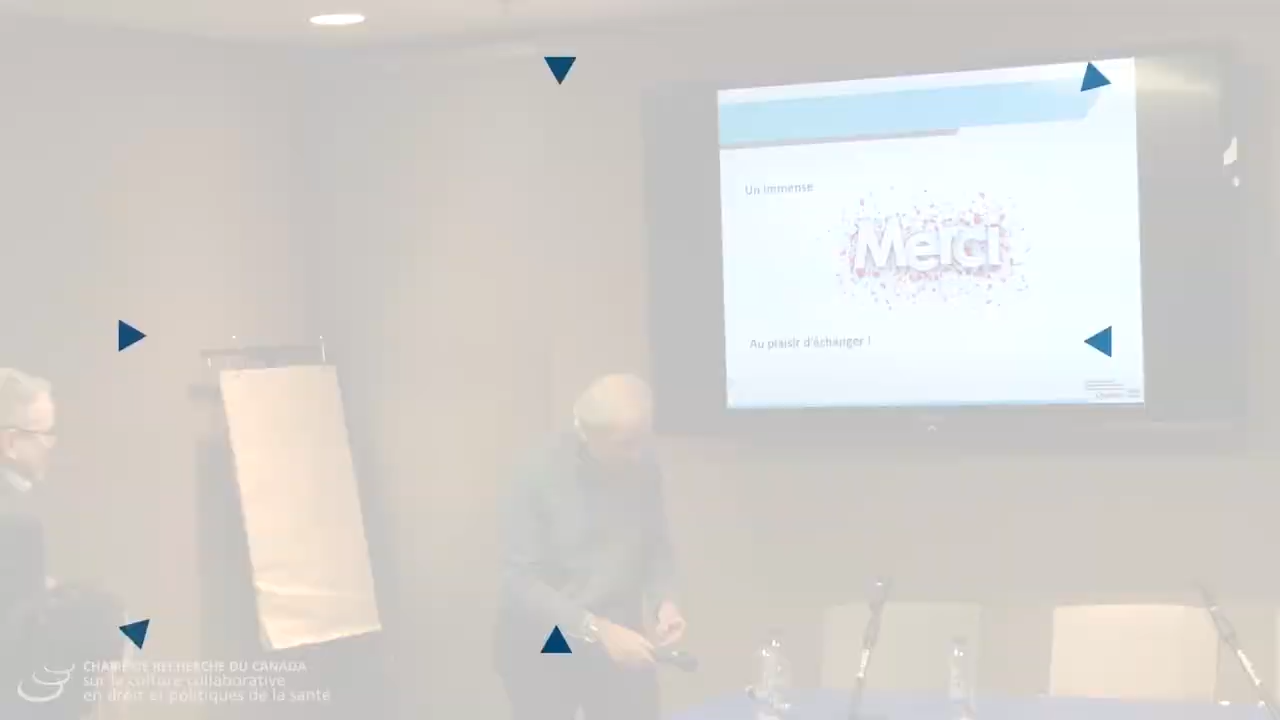 Un immense
Merci
Au plaisir d'échanger !
CHAIRE DE RECHERCHE DU CANADA
sur la culture collaborative
en droit et politiques de la santé